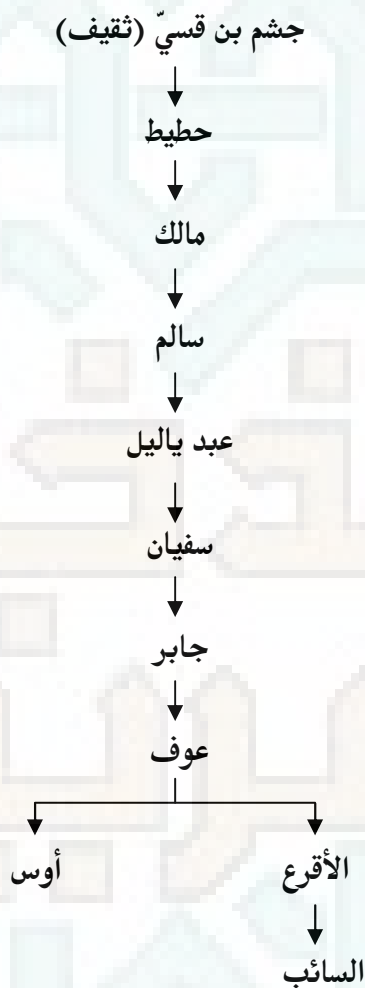 جشم بن قسيّ (ثقيف)
حطيط
مالك
سالم
عبد ياليل
سفيان
جابر
عوف
الأقرع
أوس
السائب